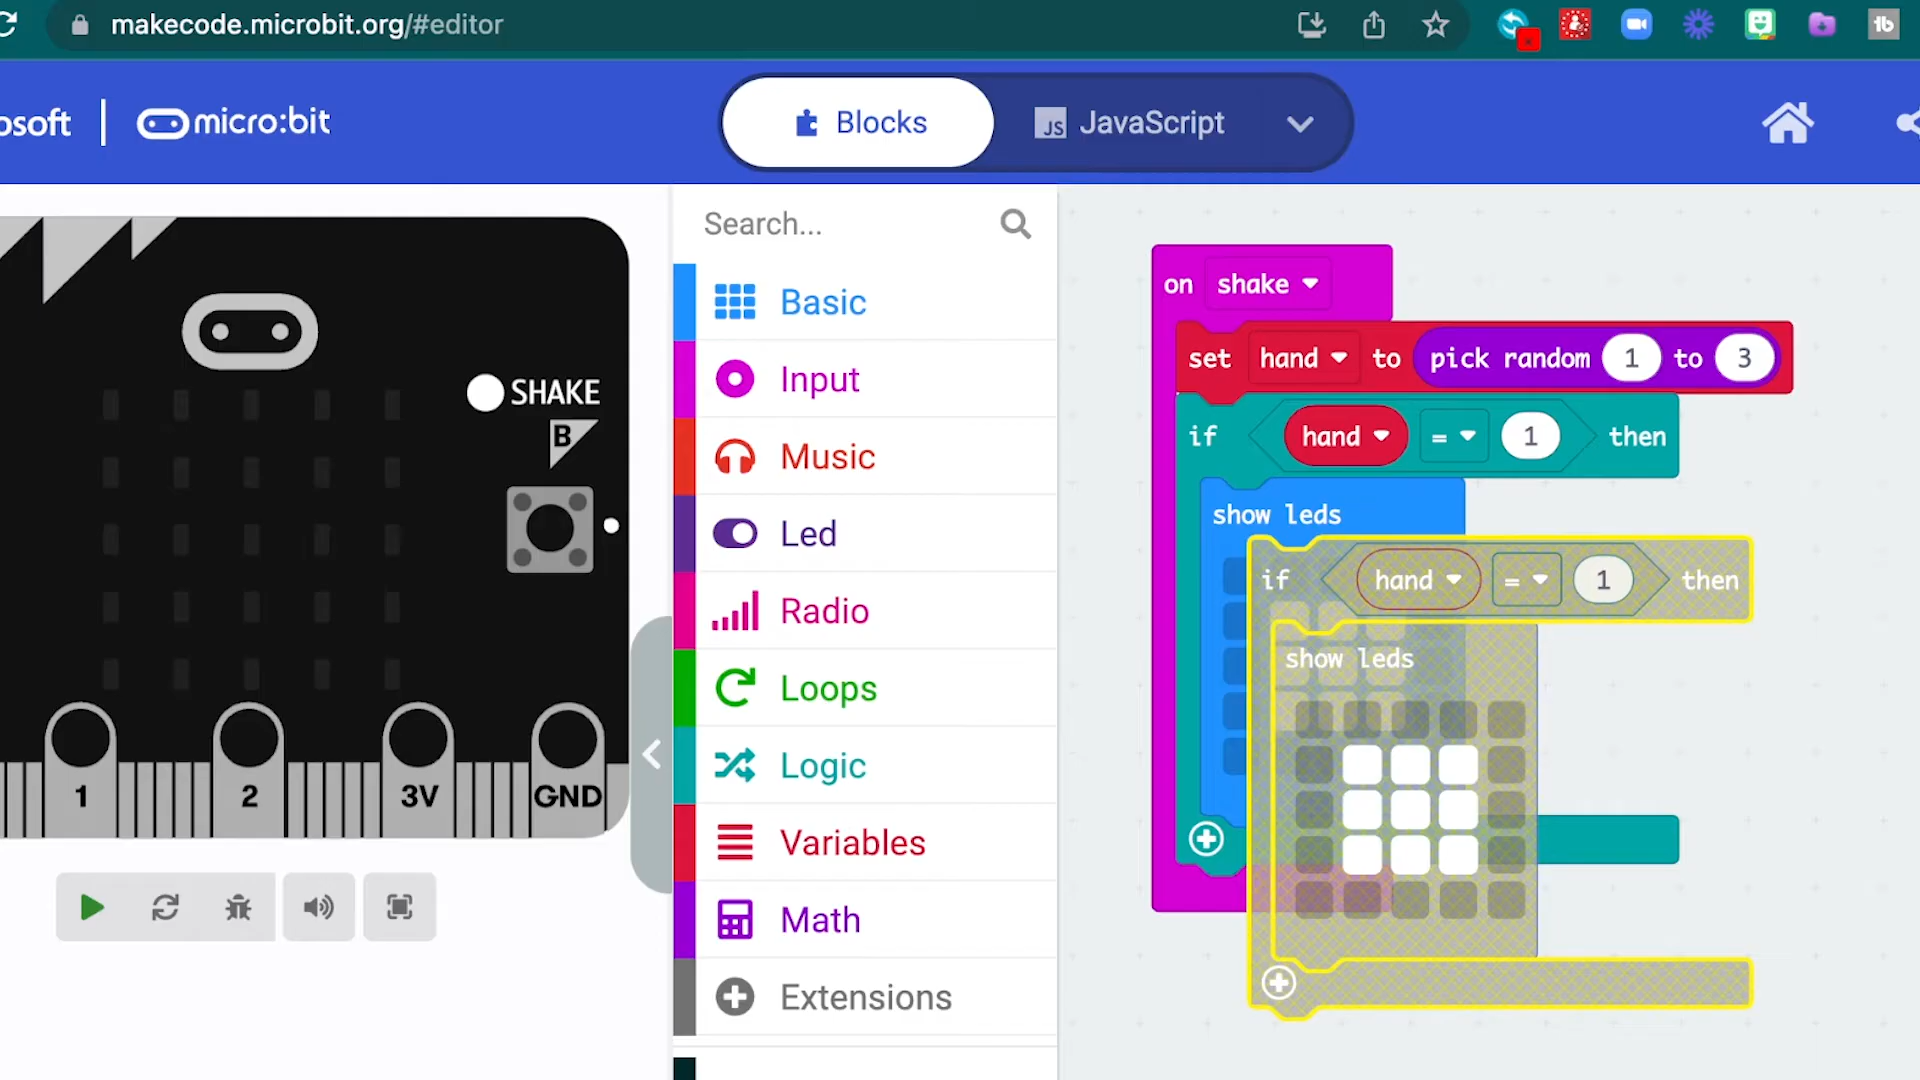 makecode.microbit.org/#editor
osoft | micro:bit
Blocks
JS JavaScript
tb
Search...
Basic
Input
Music
Led
Radio
Loops
Logic
Variables
Math
Extensions
SHAKE
B
1 2 3V GND
on shake
set hand to pick random 1 to 3
if hand = 1 then
show leds
if hand = 1 then
show leds